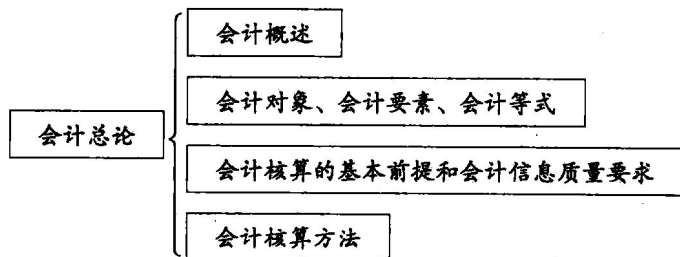 会计概述
会计对象、会计要素、会计等式
会计总论
会计核算的基本前提和会计信息质量要求
会计核算方法